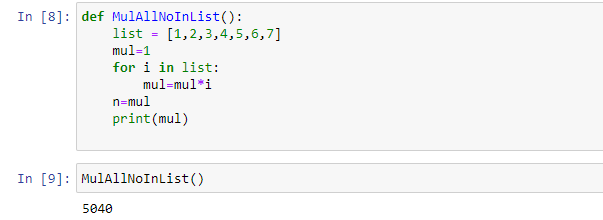 In [8]: def MulAllNoInList():
    list = [1,2,3,4,5,6,7]
    mul=1
    for i in list:
        mul=mul*i
    n=mul
    print(mul)
In [9]: MulAllNoInList()
5040